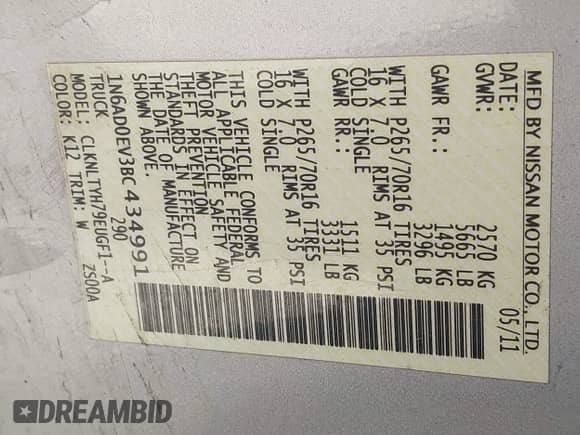 MFD BY NISSAN MOTOR CO., LTD.
DATE: 05/11
GVWR: 2570 KG
5665 LB
GAWR FR.: 1495 KG
3296 LB
WITH P265/70R16 TIRES
16 X 7.0 RIMS AT 35 PSI
COLD SINGLE
GAWR RR.: 1511 KG
3331 LB
WITH P265/70R16 TIRES
16 X 7.0 RIMS AT 35 PSI
COLD SINGLE
THIS VEHICLE CONFORMS TO
ALL APPLICABLE FEDERAL
MOTOR VEHICLE SAFETY AND
THEFT PREVENTION
STANDARDS IN EFFECT ON
THE DATE OF MANUFACTURE
SHOWN ABOVE. 290
1N6AD0EV3BC434991
TRUCK
MODEL: CLKNLTYH79EUGF1--A
COLOR: K12 TRIM: W ZS00A
DREAMBID